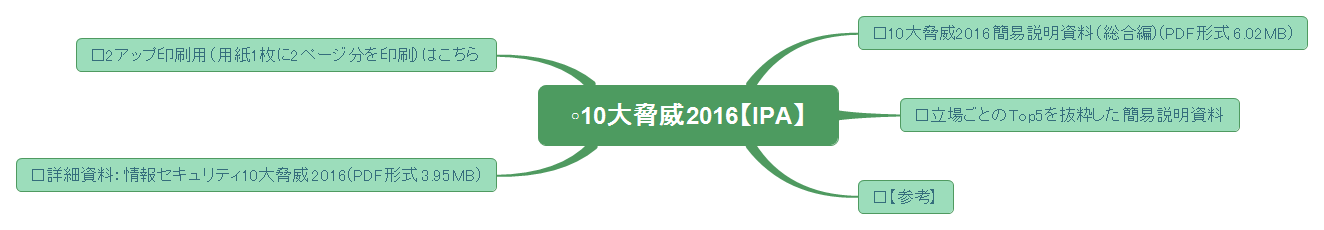 ◦10大脅威2016【IPA】
□10大脅威2016簡易説明資料(総合編)(PDF形式 6.02MB)
□立場ごとのTop5を抜粋した簡易説明資料
□【参考】
□2アップ印刷用(用紙1枚に2ページ分を印刷)はこちら
□詳細資料:情報セキュリティ10大脅威2016(PDF形式 3.95MB)